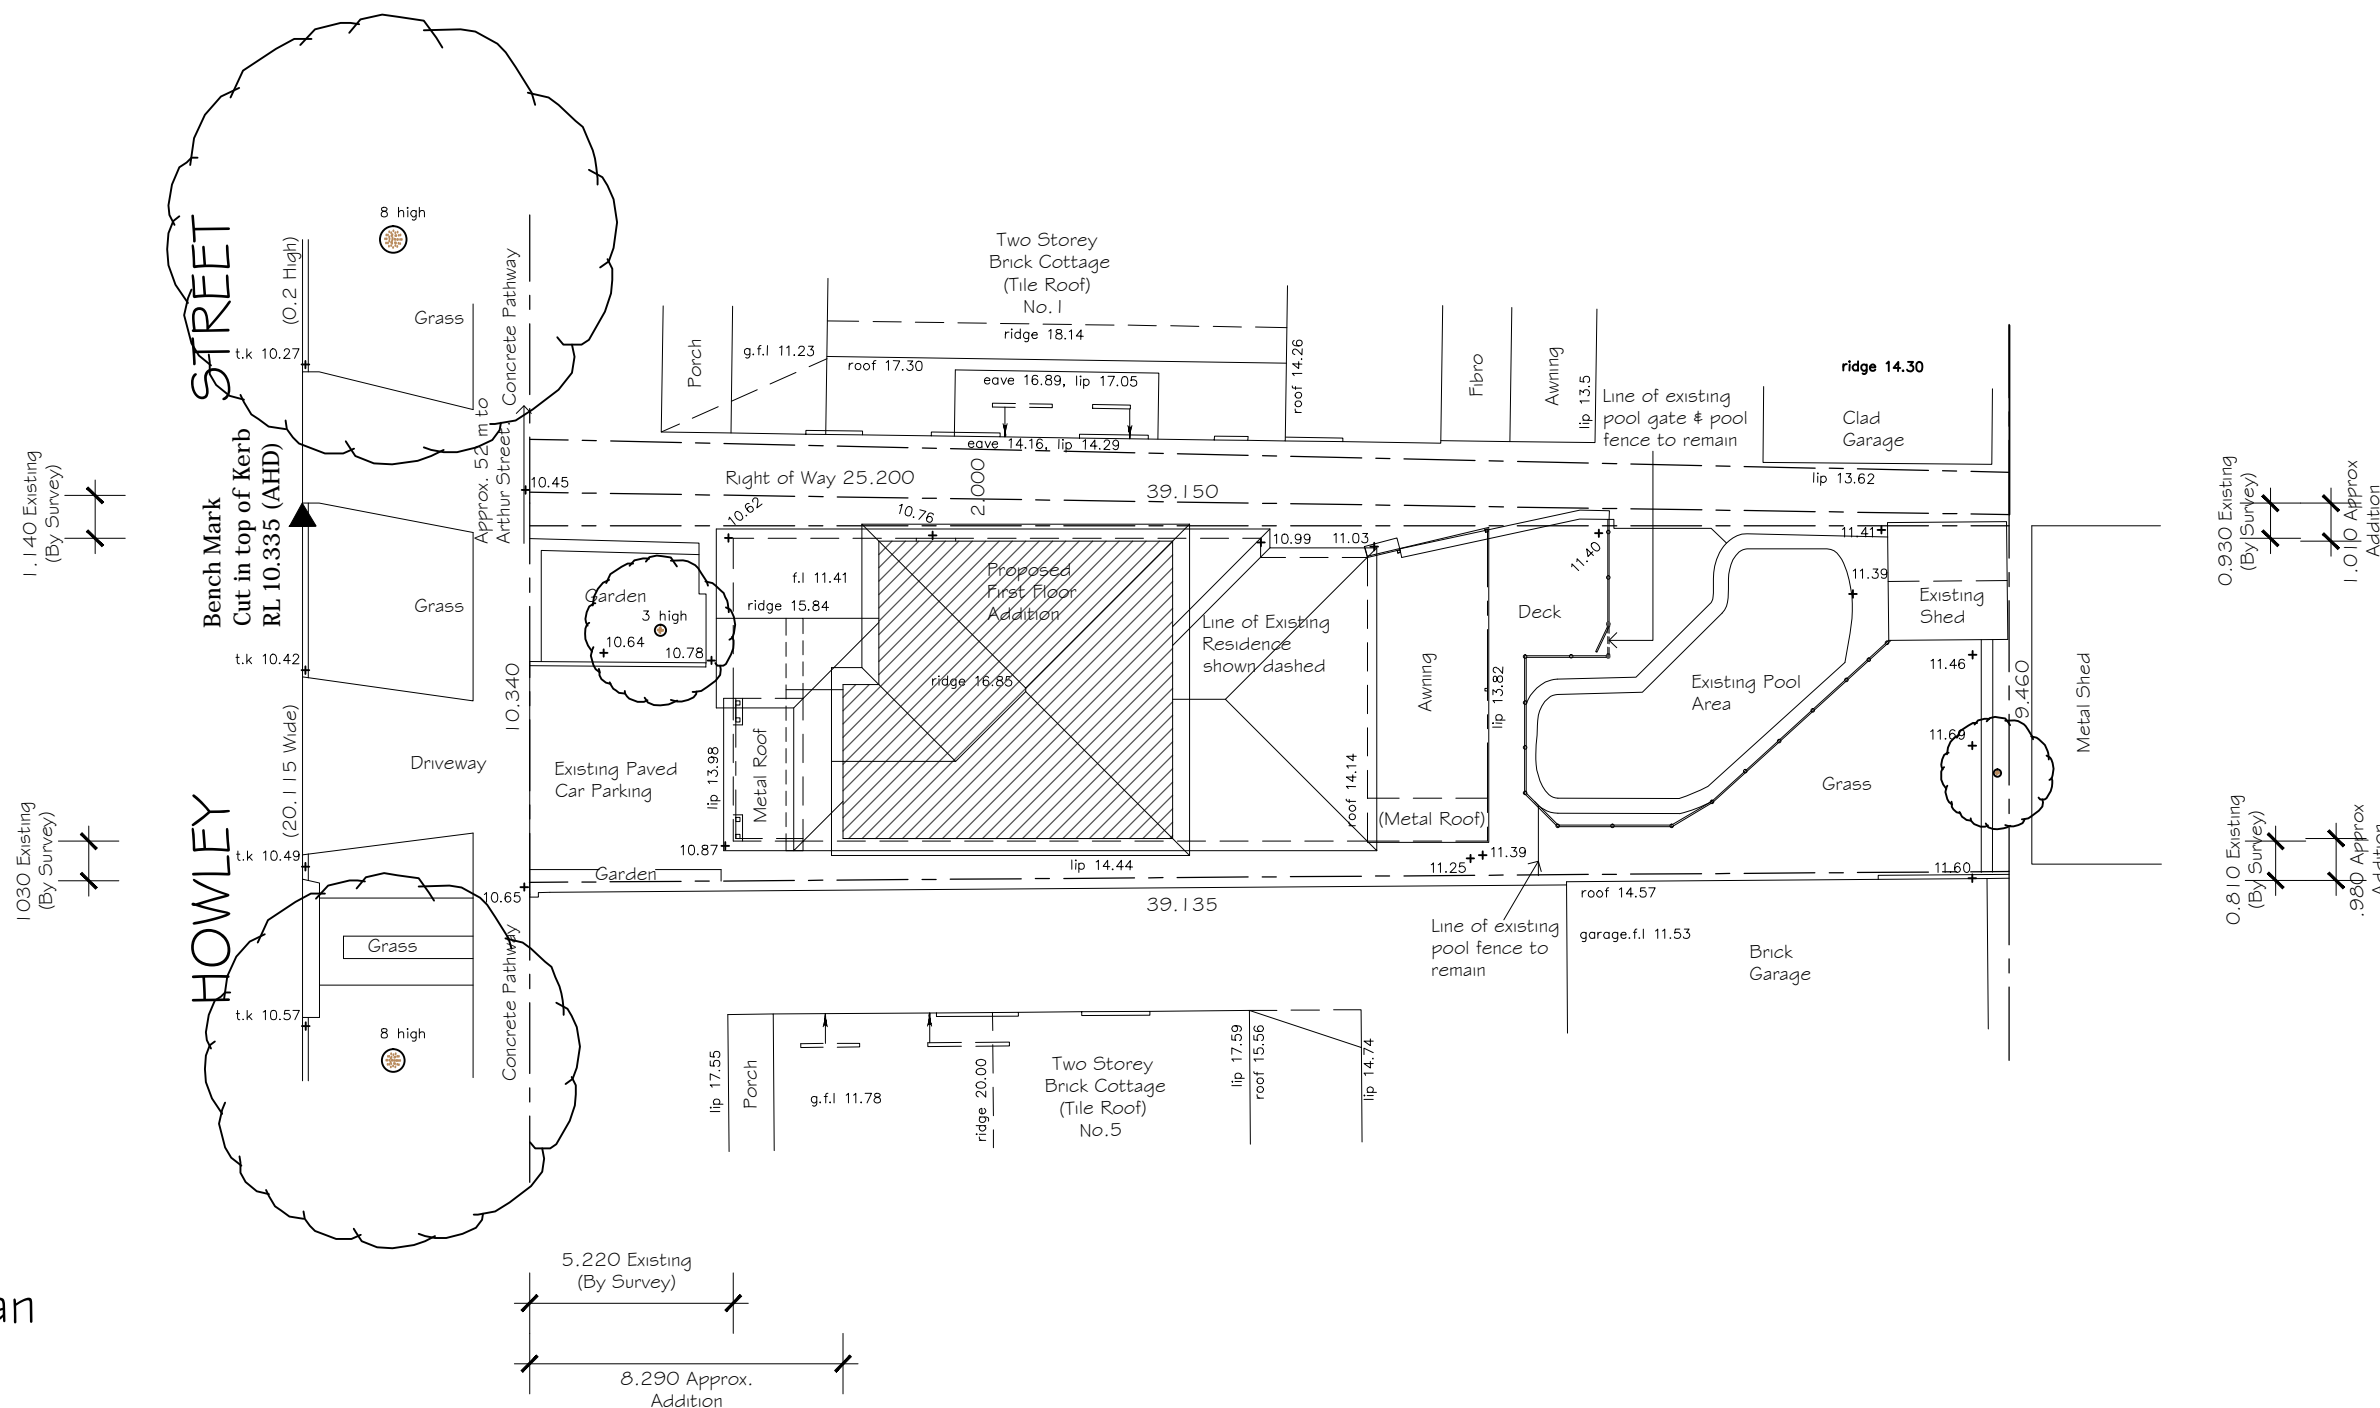 8 high
STREET
(0.2 High)
Grass
Concrete Pathway
t.k 10.27
Approx. 52 m to
Arthur Street
Bench Mark
Cut in top of Kerb
RL 10.335 (AHD)
1.140 Existing
(By Survey)
Two Storey
Brick Cottage
(Tile Roof)
No.1
ridge 18.14
Porch
g.f.l 11.23
roof 17.30
eave 16.89, lip 17.05
roof 14.26
Fibro
Awning
lip 13.5
eave 14.16, lip 14.29
Line of existing
pool gate & pool
fence to remain
ridge 14.30
Clad
Garage
lip 13.62
Right of Way 25.200
2.000
39.150
10.45
10.62
10.76
10.99
11.03
11.40
11.41
11.39
0.930 Existing
(By Survey)
1.010 Approx
Addition
Grass
Garden
3 high
10.64
10.78
f.l 11.41
ridge 15.84
Proposed
First Floor
Addition
ridge 16.85
Line of Existing
Residence
shown dashed
Deck
Existing
Shed
11.46
t.k 10.42
10.340
Awning
lip 13.82
Existing Pool
Area
9.460
Metal Shed
11.69
(20.115 Wide)
Driveway
Existing Paved
Car Parking
lip 13.98
Metal Roof
roof 14.14
(Metal Roof)
Grass
1030 Existing
(By Survey)
HOWLEY
t.k 10.49
10.87
lip 14.44
11.25
11.39
11.60
0.810 Existing
(By Survey)
.980 Approx
Garden
10.65
39.135
roof 14.57
Line of existing
pool fence to
remain
garage.f.l 11.53
Brick
Garage
Grass
Concrete Pathway
t.k 10.57
8 high
lip 17.55
Porch
g.f.l 11.78
ridge 20.00
Two Storey
Brick Cottage
(Tile Roof)
No.5
lip 17.59
roof 15.56
lip 14.74
5.220 Existing
(By Survey)
8.290 Approx.
Addition